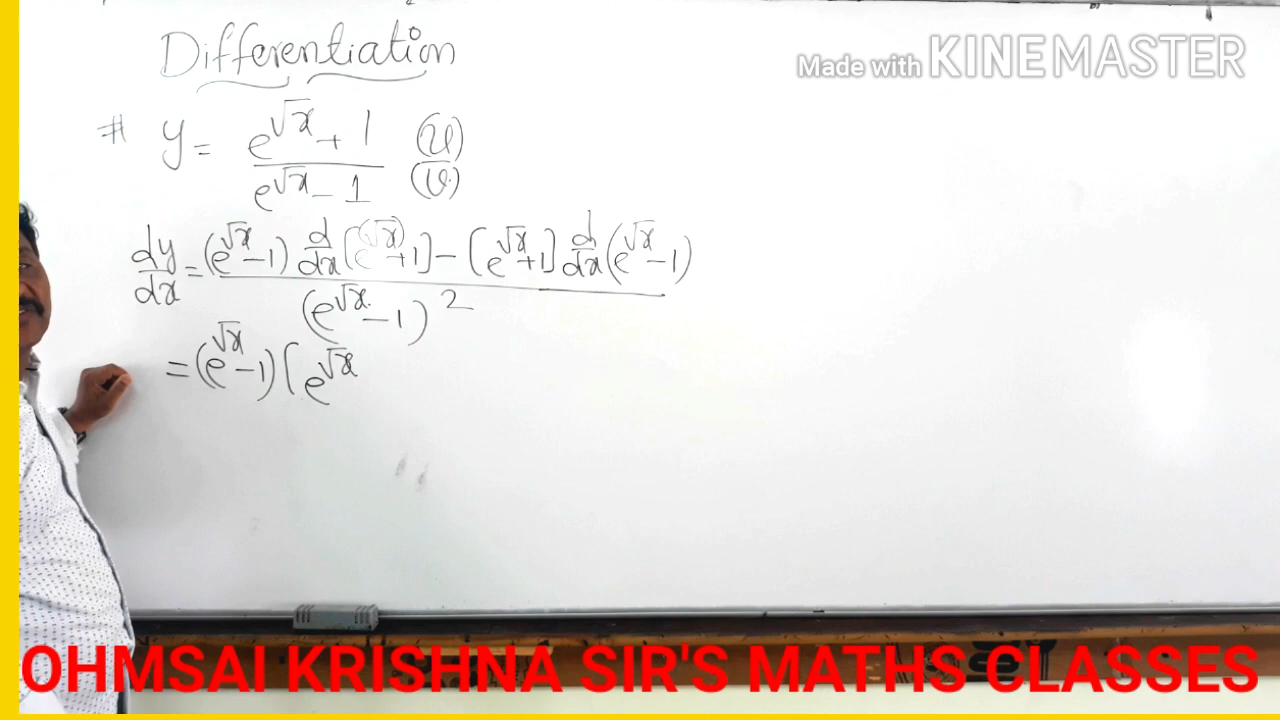 Made with KINEMASTER
Differentiation
# y = e^√x + 1 (u)
e^√x - 1 (v)
dy/dx = (e^√x - 1) d/dx [e^(√x) + 1] - [e^√x + 1] d/dx (e^√x - 1)
(e^√x - 1)^2
= (e^√x - 1) [e^√x
OHMSAI KRISHNA SIR'S MATHS CLASSES